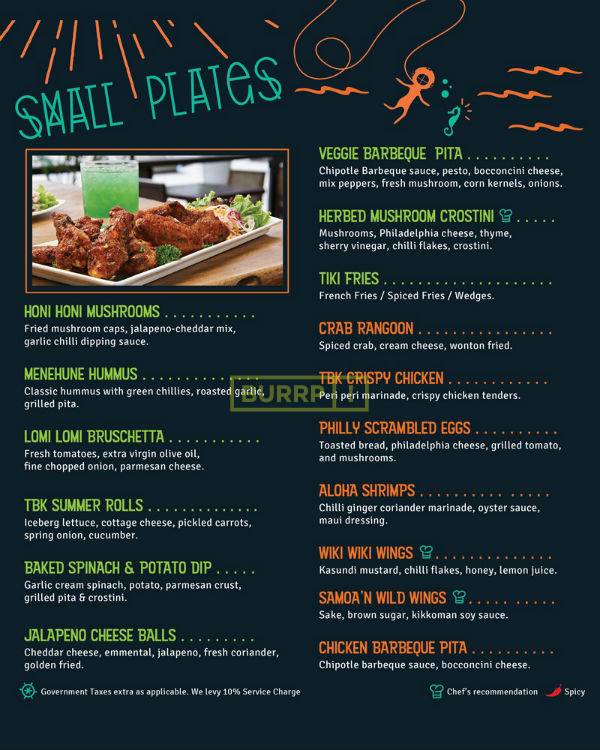 SMALL PLATES
HONI HONI MUSHROOMS . . . . . . . . . . .
Fried mushroom caps, jalapeno-cheddar mix,
garlic chilli dipping sauce.
MENEHUNE HUMMUS . . . . . . . . . . . . . .
Classic hummus with green chillies, roasted garlic,
grilled pita.
LOMI LOMI BRUSCHETTA . . . . . . . . . . .
Fresh tomatoes, extra virgin olive oil,
fine chopped onion, parmesan cheese.
TBK SUMMER ROLLS . . . . . . . . . . . . .
Iceberg lettuce, cottage cheese, pickled carrots,
spring onion, cucumber.
BAKED SPINACH & POTATO DIP . . . . .
Garlic cream spinach, potato, parmesan crust,
grilled pita & crostini.
JALAPENO CHEESE BALLS . . . . . . . . . .
Cheddar cheese, emmental, jalapeno, fresh coriander,
golden fried.
VEGGIE BARBEQUE PITA . . . . . . . . . .
Chipotle Barbeque sauce, pesto, bocconcini cheese,
mix peppers, fresh mushroom, corn kernels, onions.
HERBED MUSHROOM CROSTINI . . . . .
Mushrooms, Philadelphia cheese, thyme,
sherry vinegar, chilli flakes, crostini.
TIKI FRIES . . . . . . . . . . . . . . . . . . . .
French Fries / Spiced Fries / Wedges.
CRAB RANGOON . . . . . . . . . . . . . . . .
Spiced crab, cream cheese, wonton fried.
TBK CRISPY CHICKEN . . . . . . . . . . . .
Peri peri marinade, crispy chicken tenders.
PHILLY SCRAMBLED EGGS . . . . . . . . . .
Toasted bread, philadelphia cheese, grilled tomato,
and mushrooms.
ALOHA SHRIMPS . . . . . . . . . . . . . . .
Chilli ginger coriander marinade, oyster sauce,
maui dressing.
WIKI WIKI WINGS . . . . . . . . . . . . . .
Kasundi mustard, chilli flakes, honey, lemon juice.
SAMOA'N WILD WINGS . . . . . . . . . .
Sake, brown sugar, kikkoman soy sauce.
CHICKEN BARBEQUE PITA . . . . . . . . . .
Chipotle barbeque sauce, bocconcini cheese.
BURRP!
Government Taxes extra as applicable. We levy 10% Service Charge
Chef's recommendation
Spicy